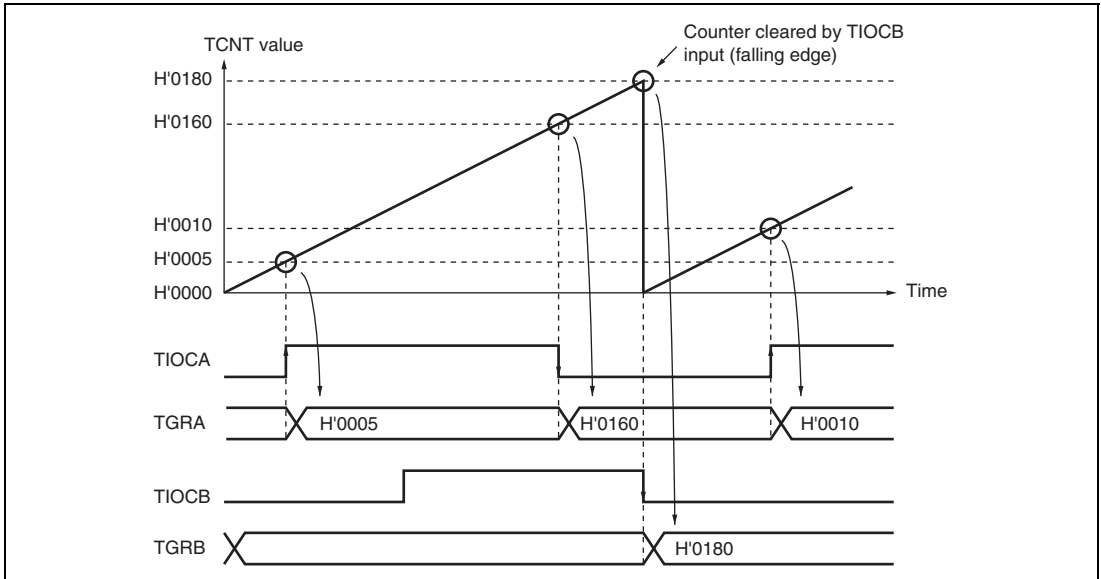 Counter cleared by TIOCB
input (falling edge)
TCNT value
H'0180
H'0160
H'0010
H'0005
H'0000
Time
TIOCA
TGRA
H'0005
H'0160
H'0010
TIOCB
TGRB
H'0180